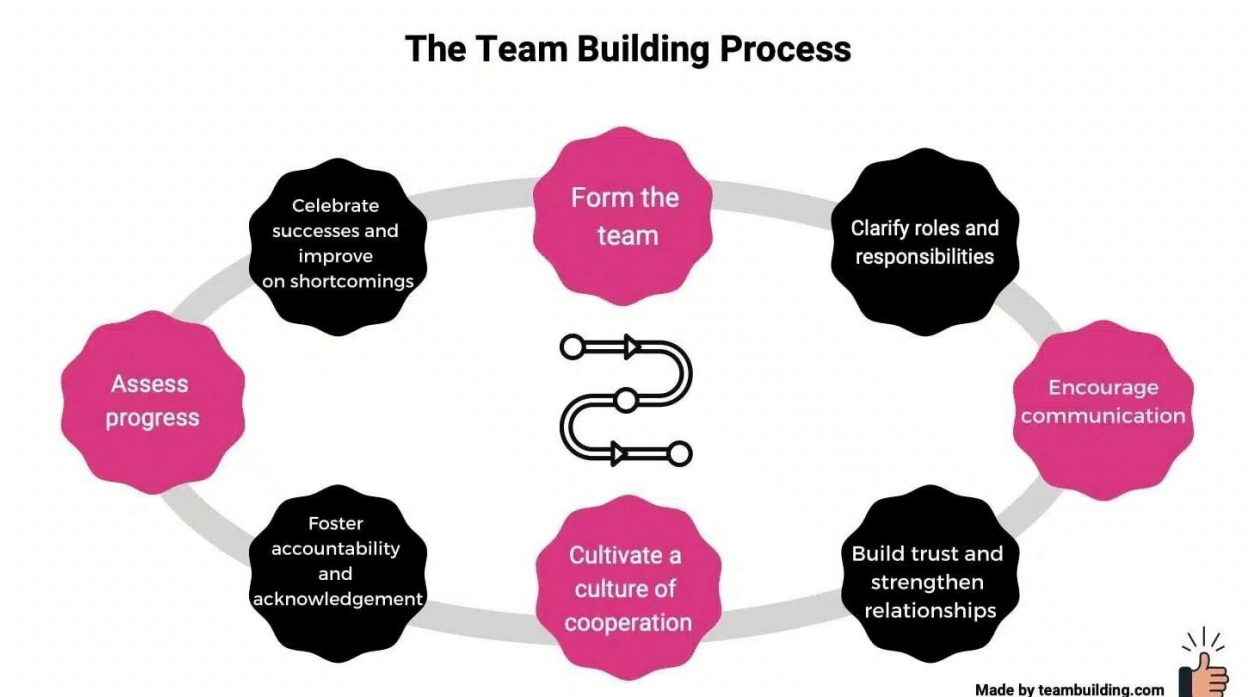 The Team Building Process
Form the
team
Clarify roles and
responsibilities
Encourage
communication
Build trust and
strengthen
relationships
Cultivate a
culture of
cooperation
Foster
accountability
and
acknowledgement
Assess
progress
Celebrate
successes and
improve
on shortcomings
Made by teambuilding.com